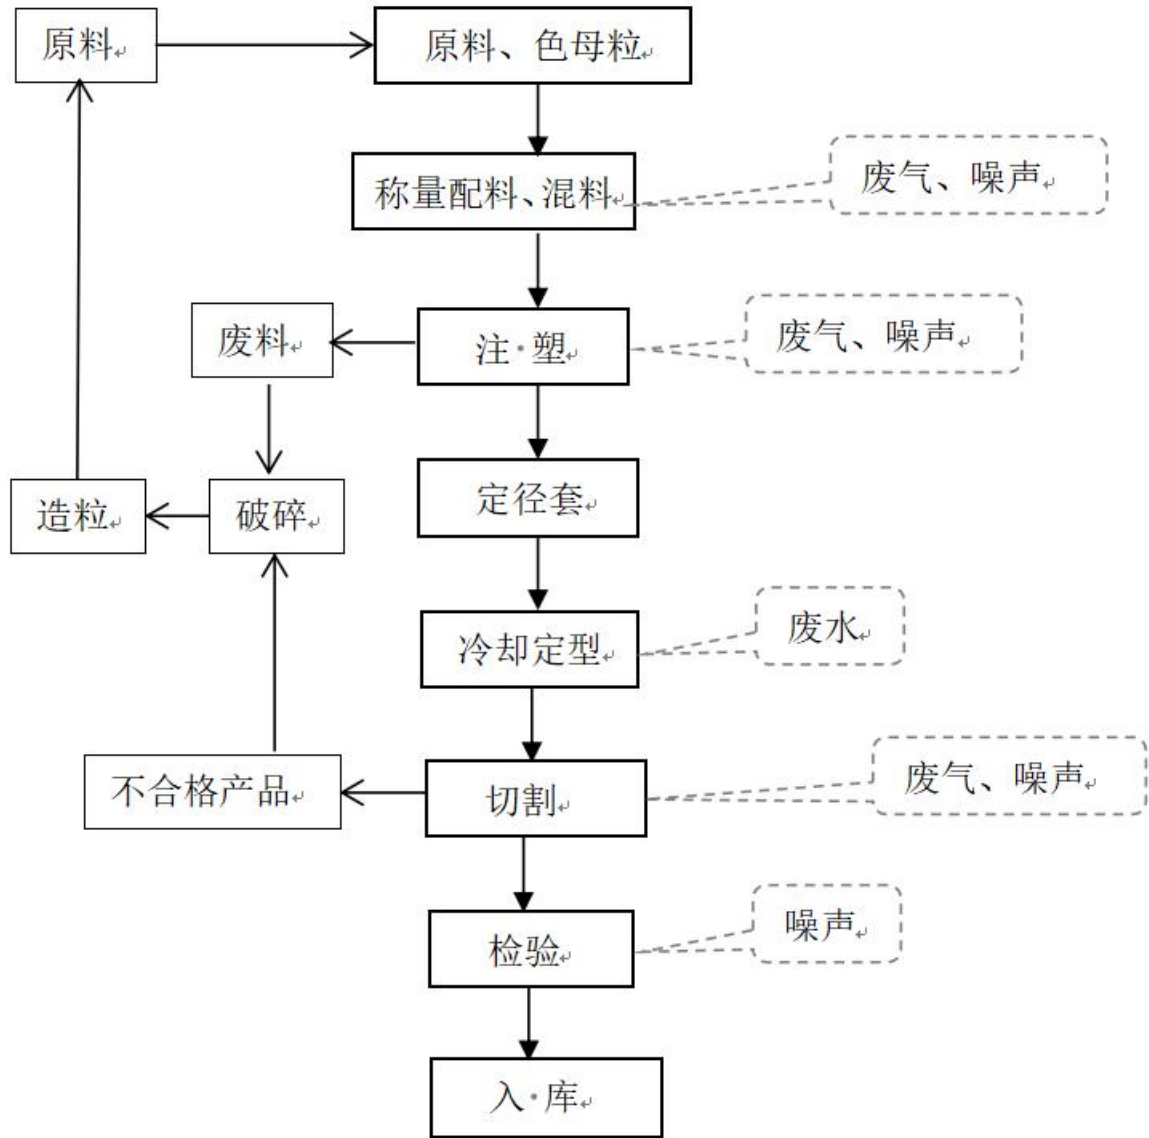 原料
原料、色母粒
称量配料、混料
废气、噪声
废料
注·塑
废气、噪声
造粒
破碎
定径套
冷却定型
废水
不合格产品
切割
废气、噪声
检验
噪声
入·库